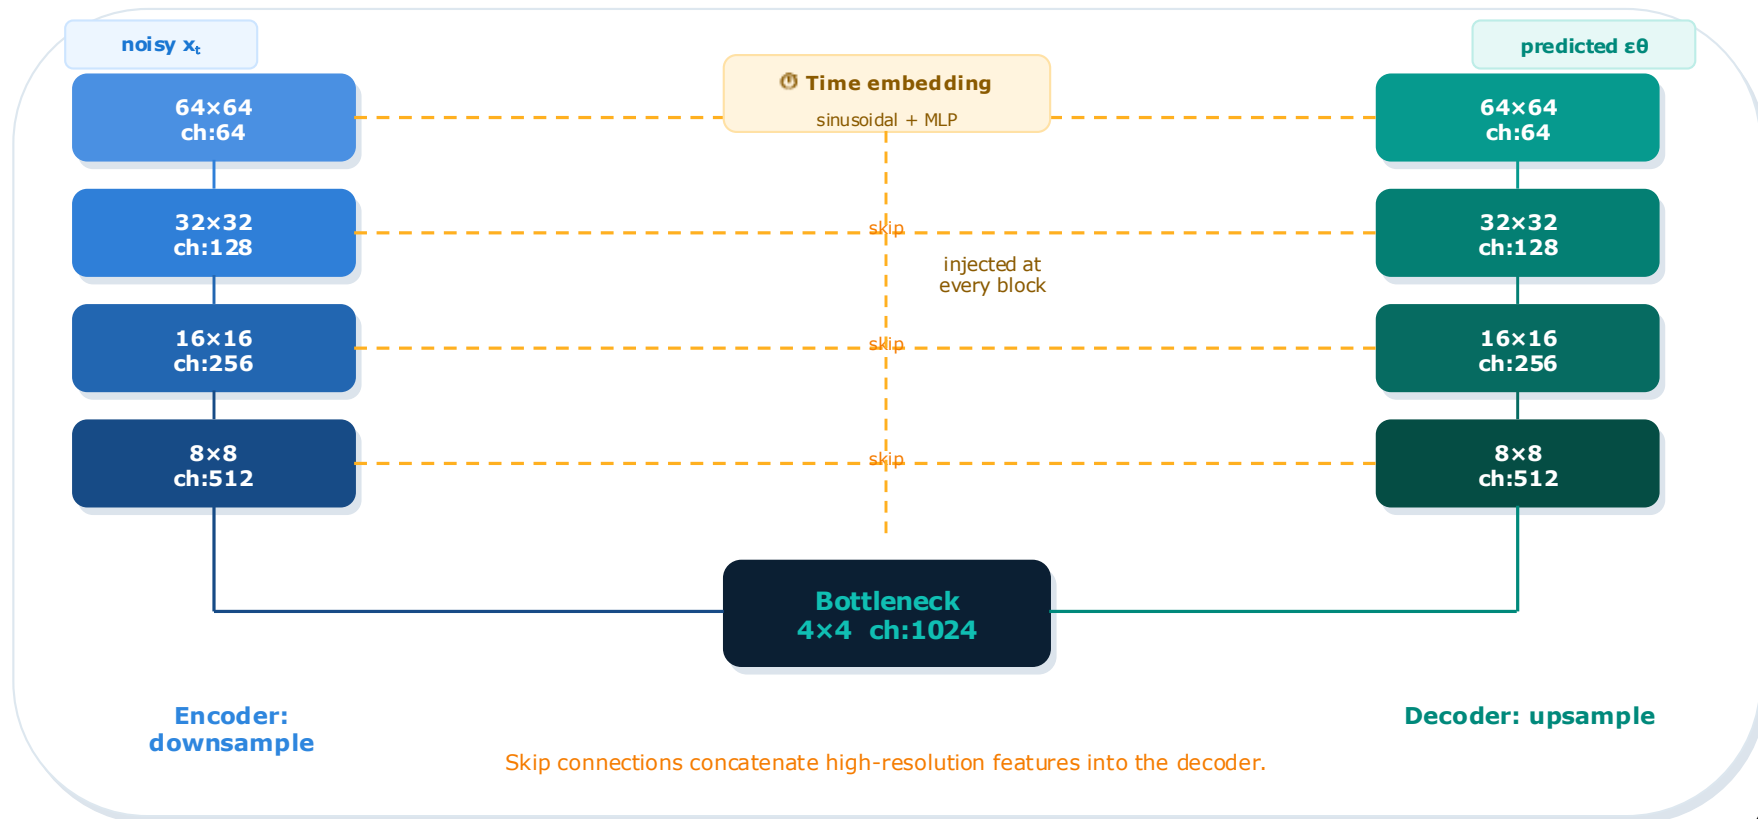 noisy xₜ
predicted εθ
⏱ Time embedding
sinusoidal + MLP
64×64
ch:64
64×64
ch:64
32×32
ch:128
skip
32×32
ch:128
injected at
every block
16×16
ch:256
skip
16×16
ch:256
8×8
ch:512
skip
8×8
ch:512
Bottleneck
4×4 ch:1024
Encoder:
downsample
Decoder: upsample
Skip connections concatenate high-resolution features into the decoder.